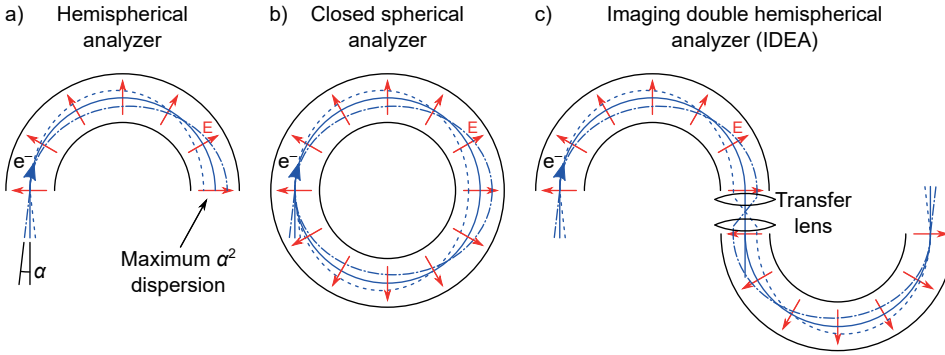 a)
Hemispherical
analyzer
b)
Closed spherical
analyzer
c)
Imaging double hemispherical
analyzer (IDEA)
E
e⁻
α
Maximum α²
dispersion
e⁻
E
e⁻
Transfer
lens